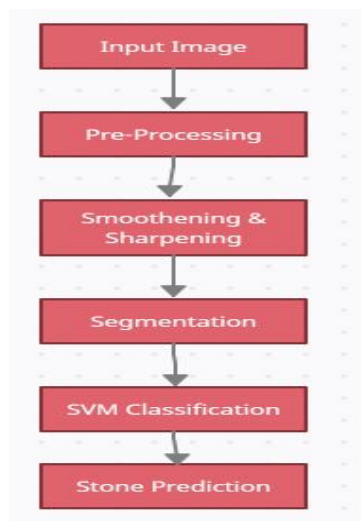 Input Image
Pre-Processing
Smoothening &
Sharpening
Segmentation
SVM Classification
Stone Prediction